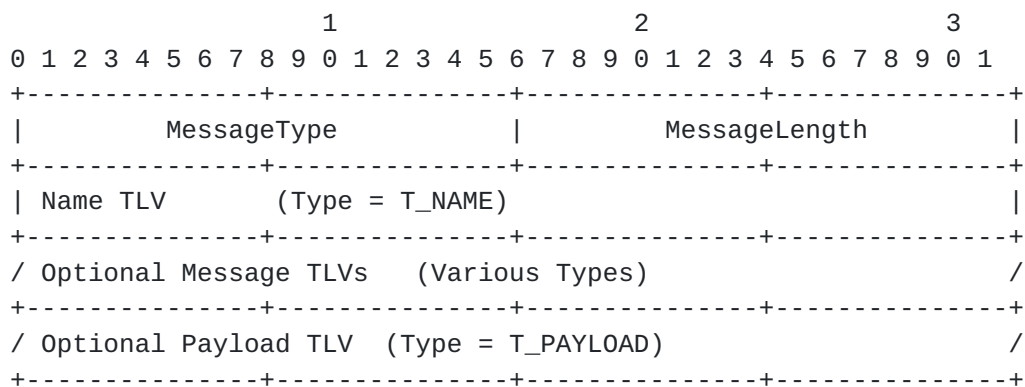 1                   2                   3
0 1 2 3 4 5 6 7 8 9 0 1 2 3 4 5 6 7 8 9 0 1 2 3 4 5 6 7 8 9 0 1
+---------------+---------------+---------------+---------------+
|         MessageType           |         MessageLength         |
+---------------+---------------+---------------+---------------+
| Name TLV       (Type = T_NAME)                                |
+---------------+---------------+---------------+---------------+
/ Optional Message TLVs   (Various Types)                       /
+---------------+---------------+---------------+---------------+
/ Optional Payload TLV  (Type = T_PAYLOAD)                      /
+---------------+---------------+---------------+---------------+